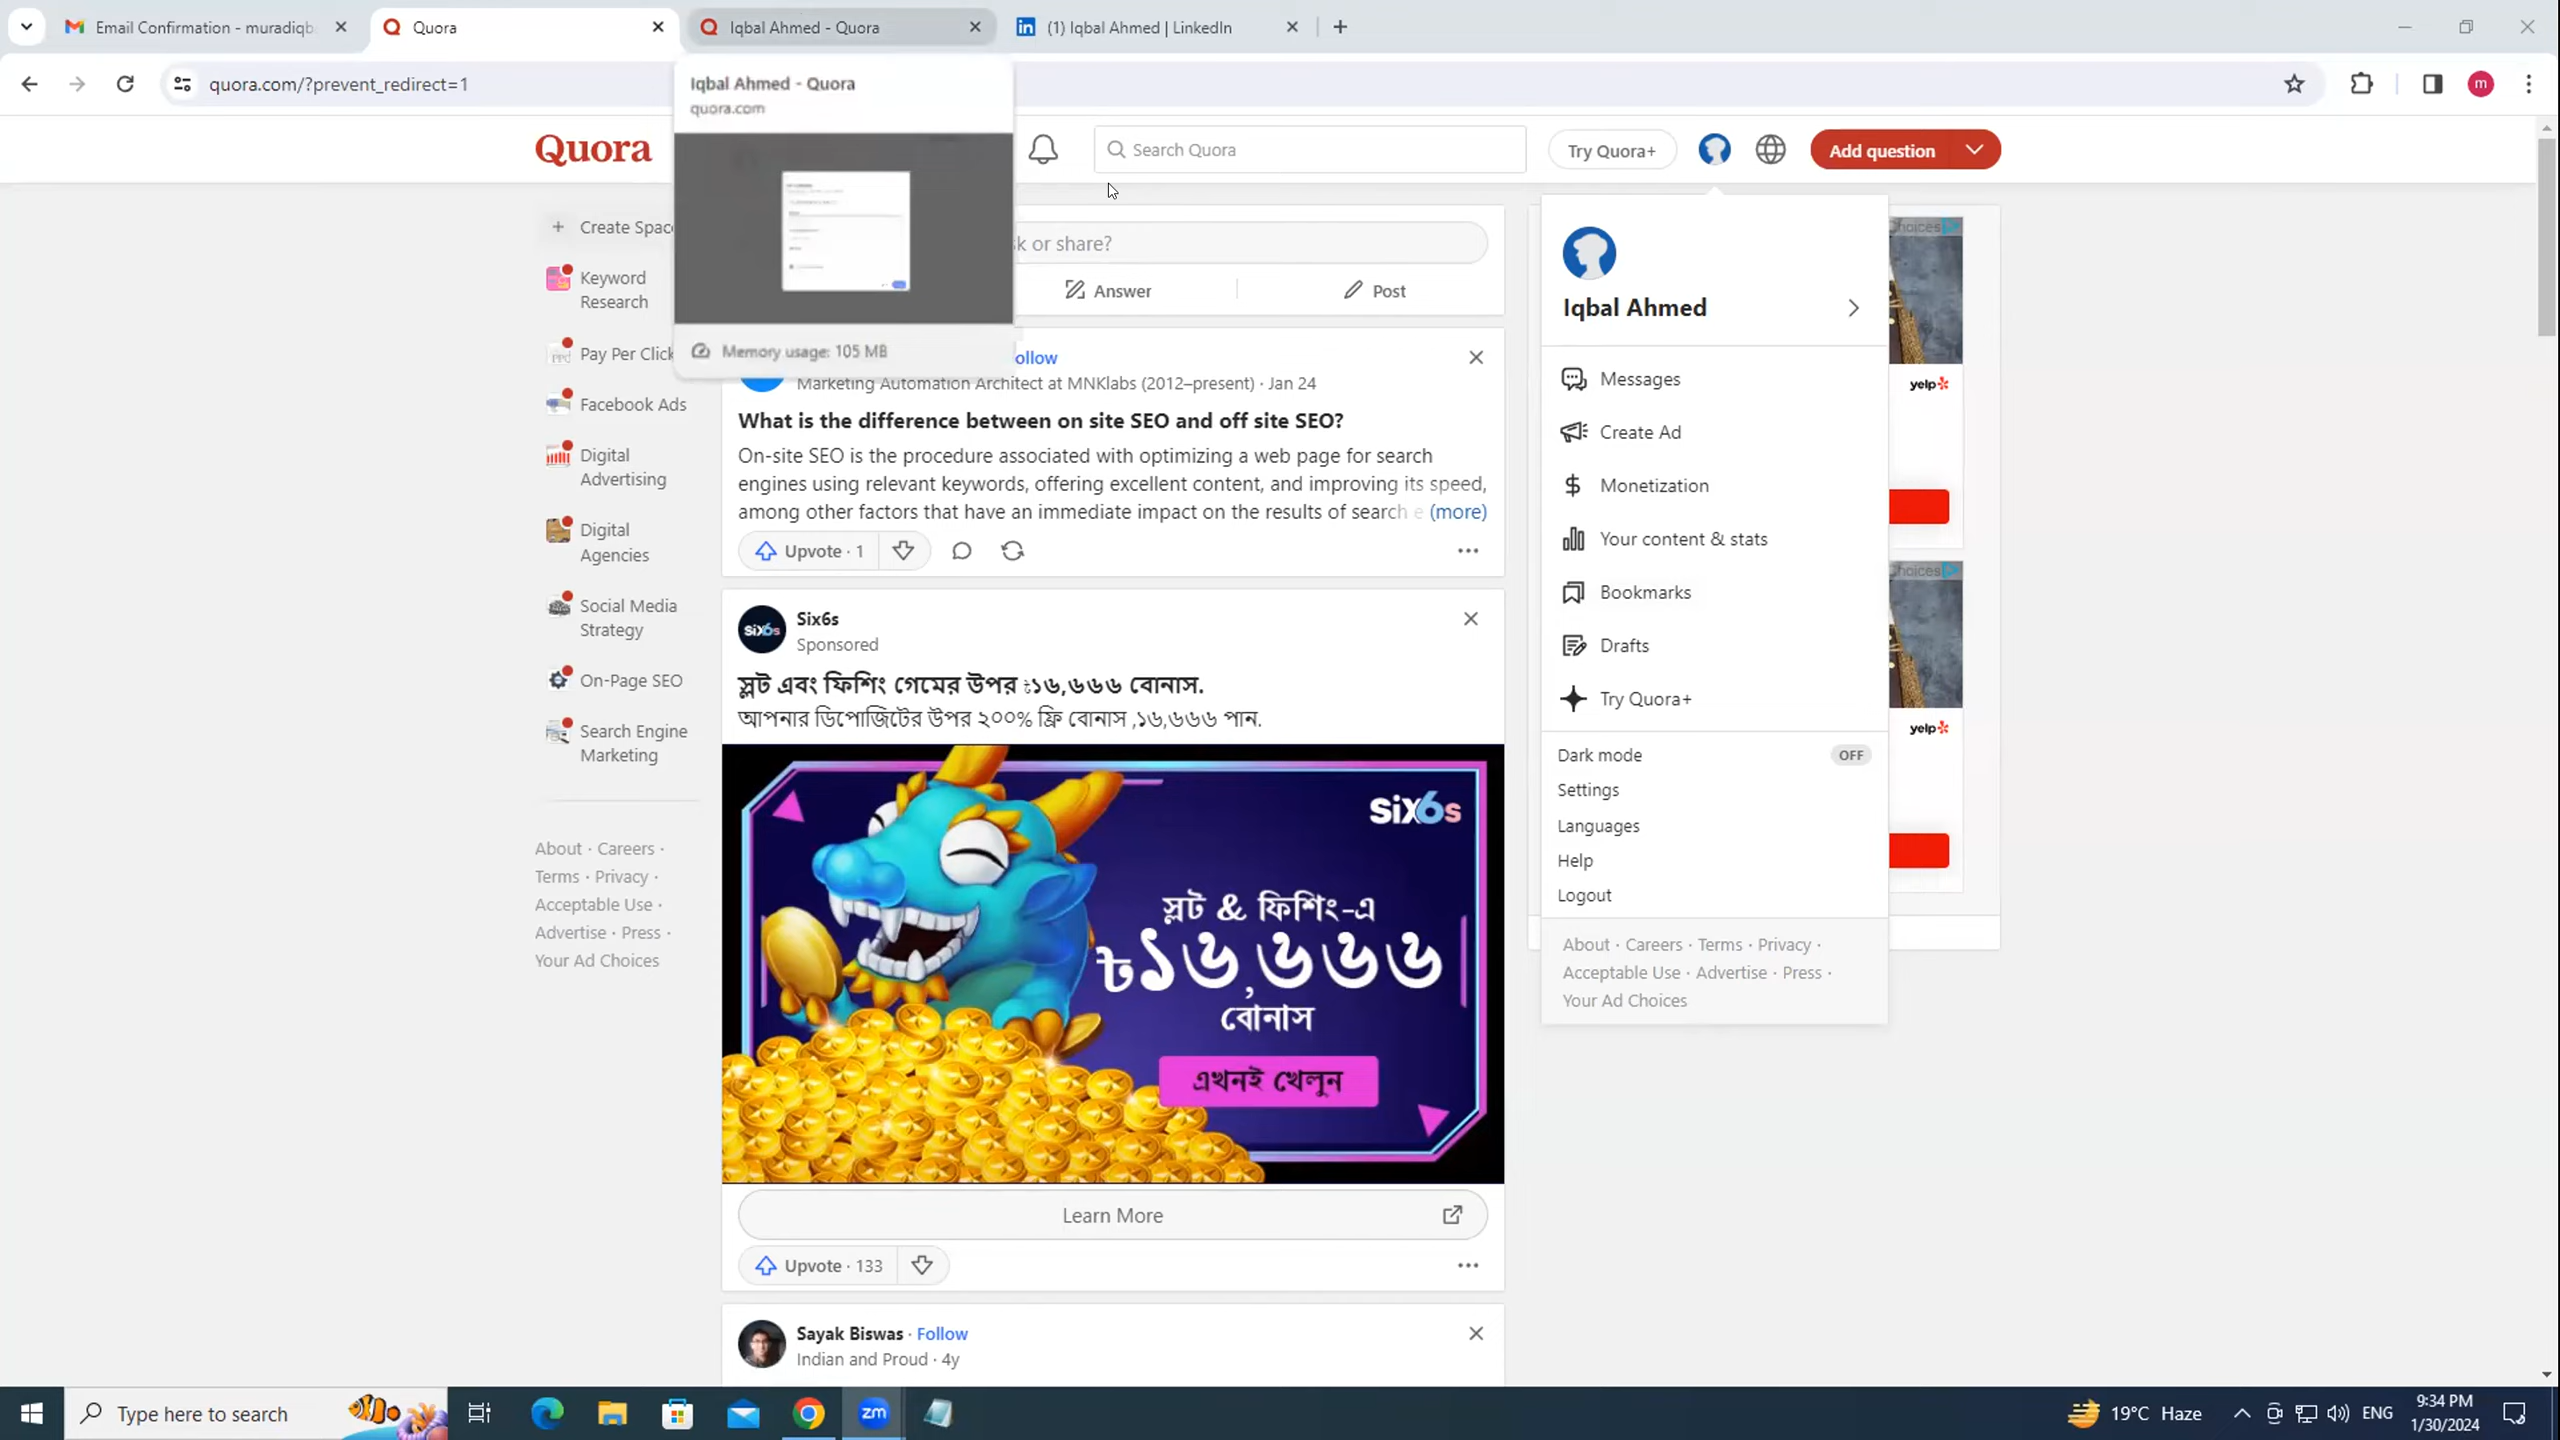 Email Confirmation - muradiqb
Quora
Iqbal Ahmed - Quora
(1) Iqbal Ahmed | LinkedIn
quora.com/?prevent_redirect=1
m
Iqbal Ahmed - Quora
quora.com
Memory usage: 105 MB
Quora
Search Quora
Try Quora+
Add question
Create Space
Keyword
Research
Pay Per Click
Facebook Ads
Digital
Advertising
Digital
Agencies
Social Media
Strategy
On-Page SEO
Search Engine
Marketing
About · Careers ·
Terms · Privacy ·
Acceptable Use ·
Advertise · Press ·
Your Ad Choices
k or share?
Answer
Post
ollow
Marketing Automation Architect at MNKlabs (2012–present) · Jan 24
What is the difference between on site SEO and off site SEO?
On-site SEO is the procedure associated with optimizing a web page for search
engines using relevant keywords, offering excellent content, and improving its speed,
among other factors that have an immediate impact on the results of search e (more)
Upvote · 1
Six6s
Six6s
Sponsored
স্লট এবং ফিশিং গেমের উপর ৳১৬,৬৬৬ বোনাস.
আপনার ডিপোজিটের উপর ২০০% ফ্রি বোনাস ,১৬,৬৬৬ পান.
Six6s
স্লট & ফিশিং-এ
৳১৬,৬৬৬
বোনাস
এখনই খেলুন
Learn More
Upvote · 133
Sayak Biswas · Follow
Indian and Proud · 4y
Iqbal Ahmed
Messages
Create Ad
Monetization
Your content & stats
Bookmarks
Drafts
Try Quora+
Dark mode
OFF
Settings
Languages
Help
Logout
About · Careers · Terms · Privacy ·
Acceptable Use · Advertise · Press ·
Your Ad Choices
hoices
yelp
hoices
yelp
Type here to search
zm
19°C Haze
ENG
9:34 PM
1/30/2024